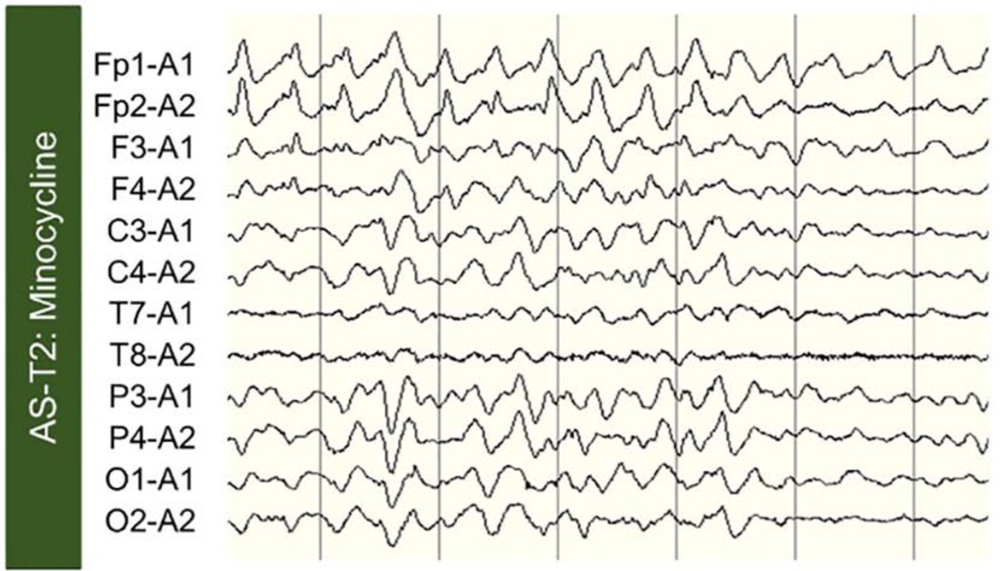 AS-T2: Minocycline
Fp1-A1
Fp2-A2
F3-A1
F4-A2
C3-A1
C4-A2
T7-A1
T8-A2
P3-A1
P4-A2
O1-A1
O2-A2